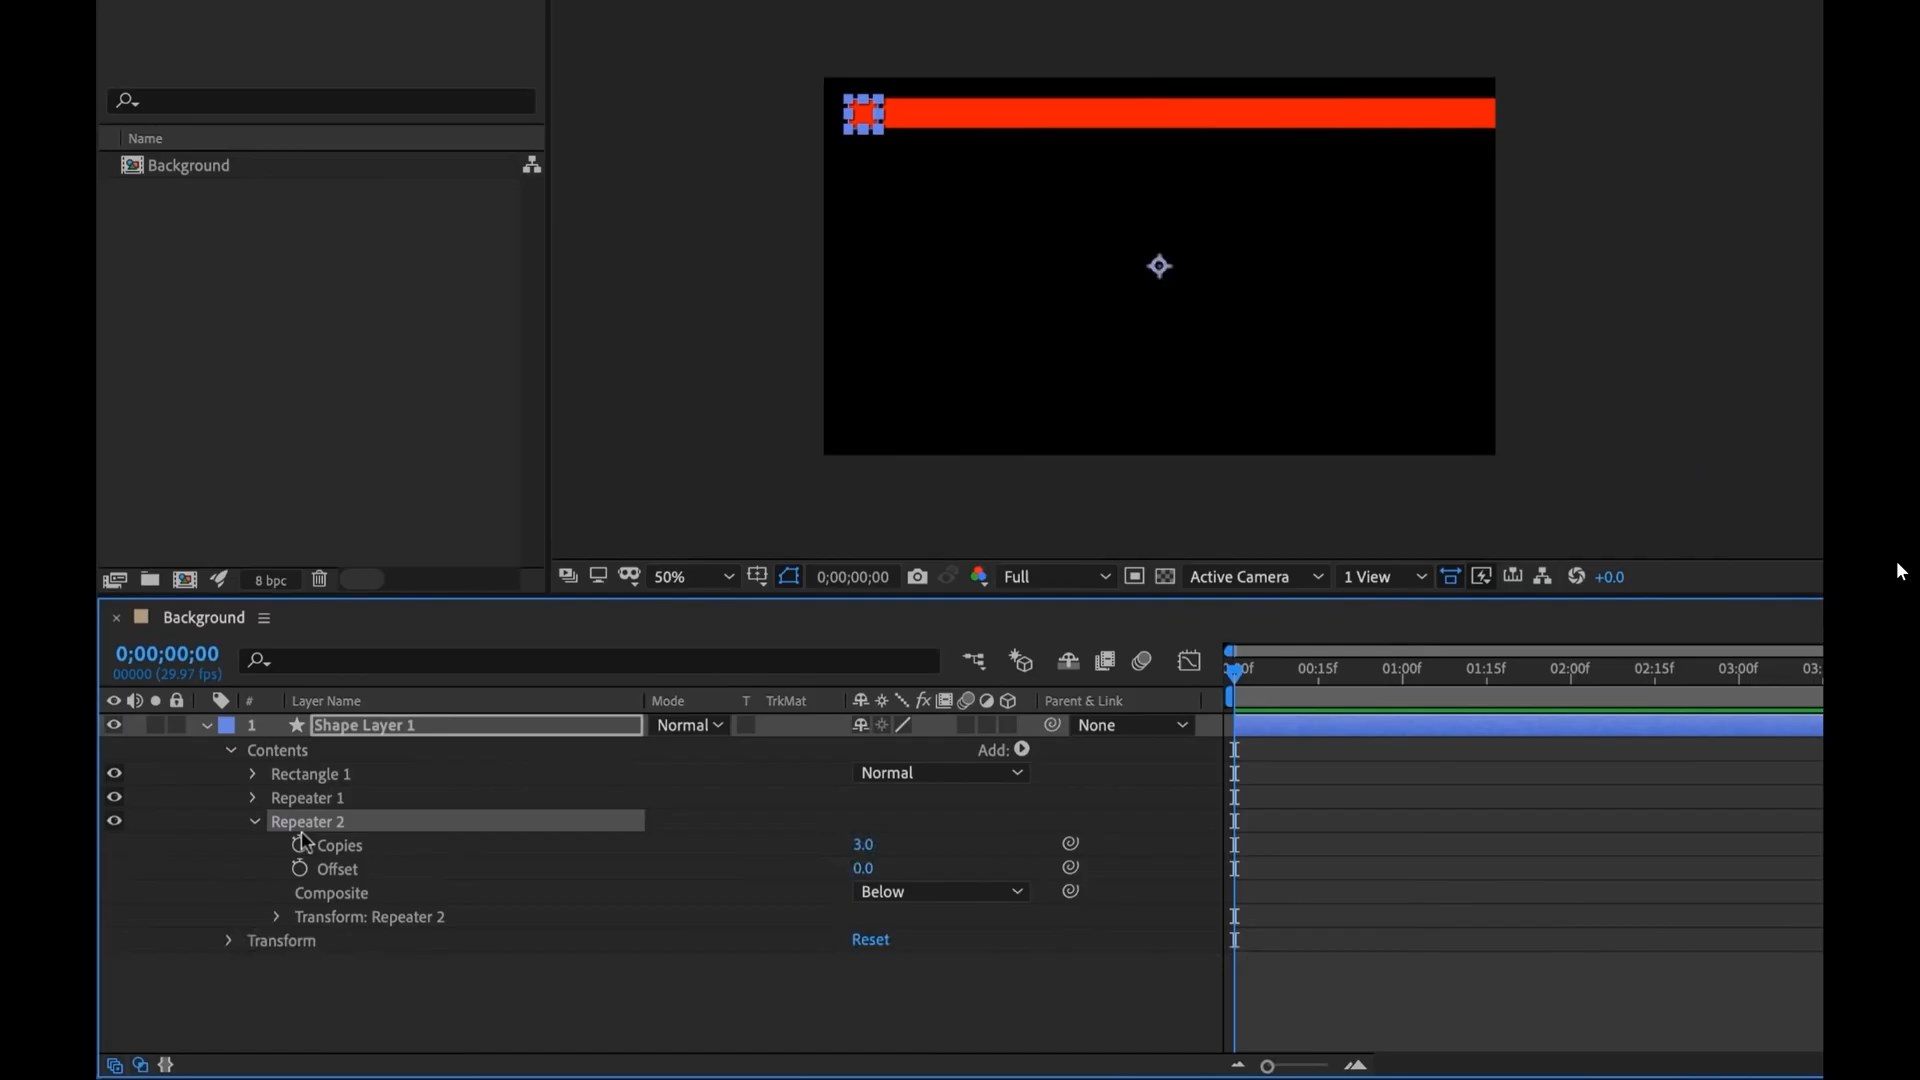 Name
Background
8 bpc
50%
0;00;00;00
Full
Active Camera
1 View
+0.0
Background
0;00;00;00
00000 (29.97 fps)
00f 00:15f 01:00f 01:15f 02:00f 02:15f 03:00f 03:
# Layer Name Mode T TrkMat fx Parent & Link
1 Shape Layer 1 Normal None
Contents Add:
Rectangle 1 Normal
Repeater 1
Repeater 2
Copies 3.0
Offset 0.0
Composite Below
Transform: Repeater 2
Transform Reset